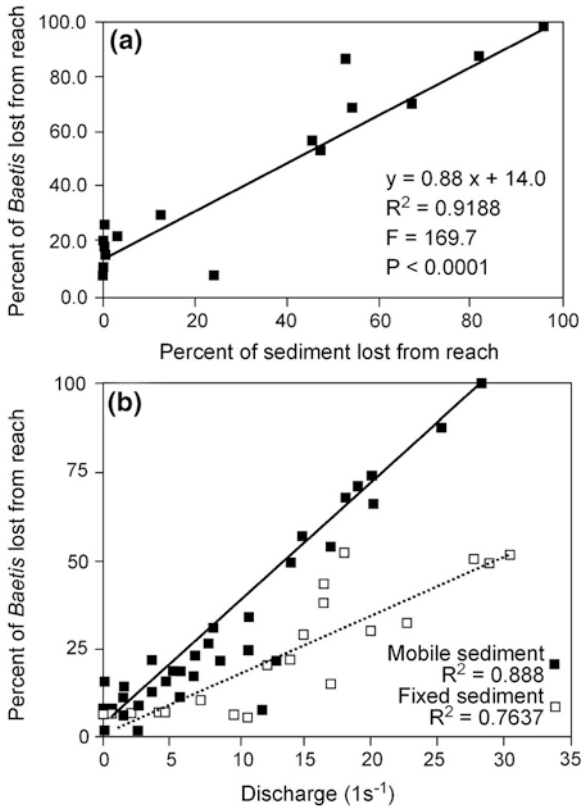 (a)
Percent of Baetis lost from reach
100.0
80.0
60.0
40.0
20.0
0.0
y = 0.88 x + 14.0
R² = 0.9188
F = 169.7
P < 0.0001
0 20 40 60 80 100
Percent of sediment lost from reach
(b)
Percent of Baetis lost from reach
100
75
50
25
0
Mobile sediment
R² = 0.888
Fixed sediment
R² = 0.7637
0 5 10 15 20 25 30 35
Discharge (1s⁻¹)